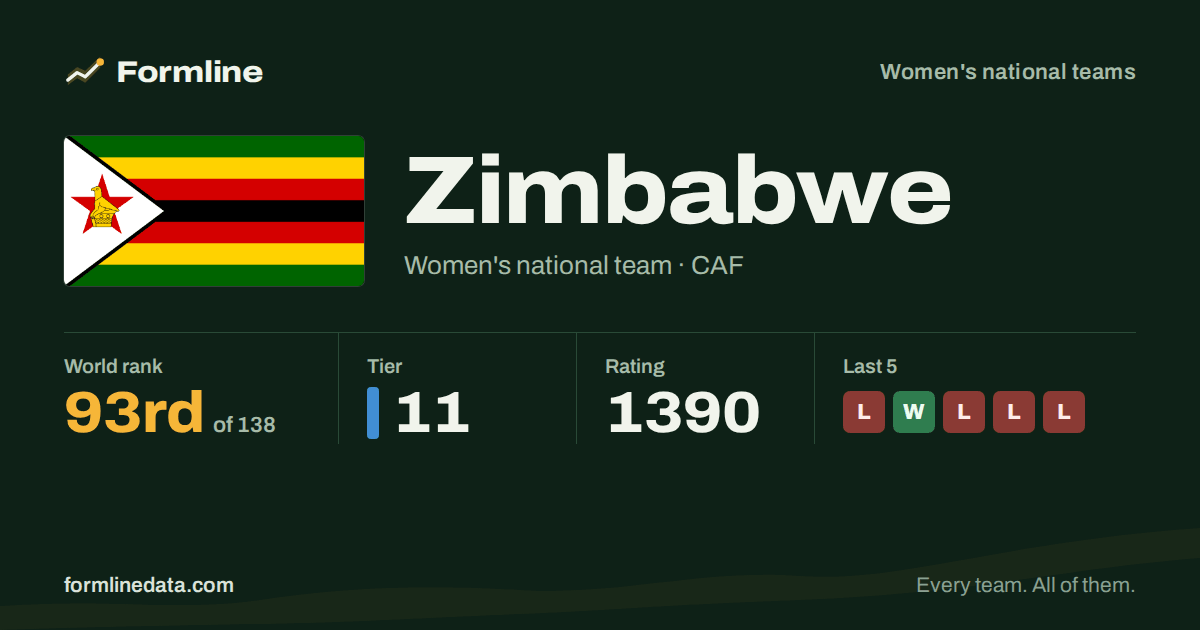 Formline
Women's national teams
Zimbabwe
Women's national team · CAF
World rank
93rd of 138
Tier
11
Rating
1390
Last 5
L W L L L
formlinedata.com
Every team. All of them.